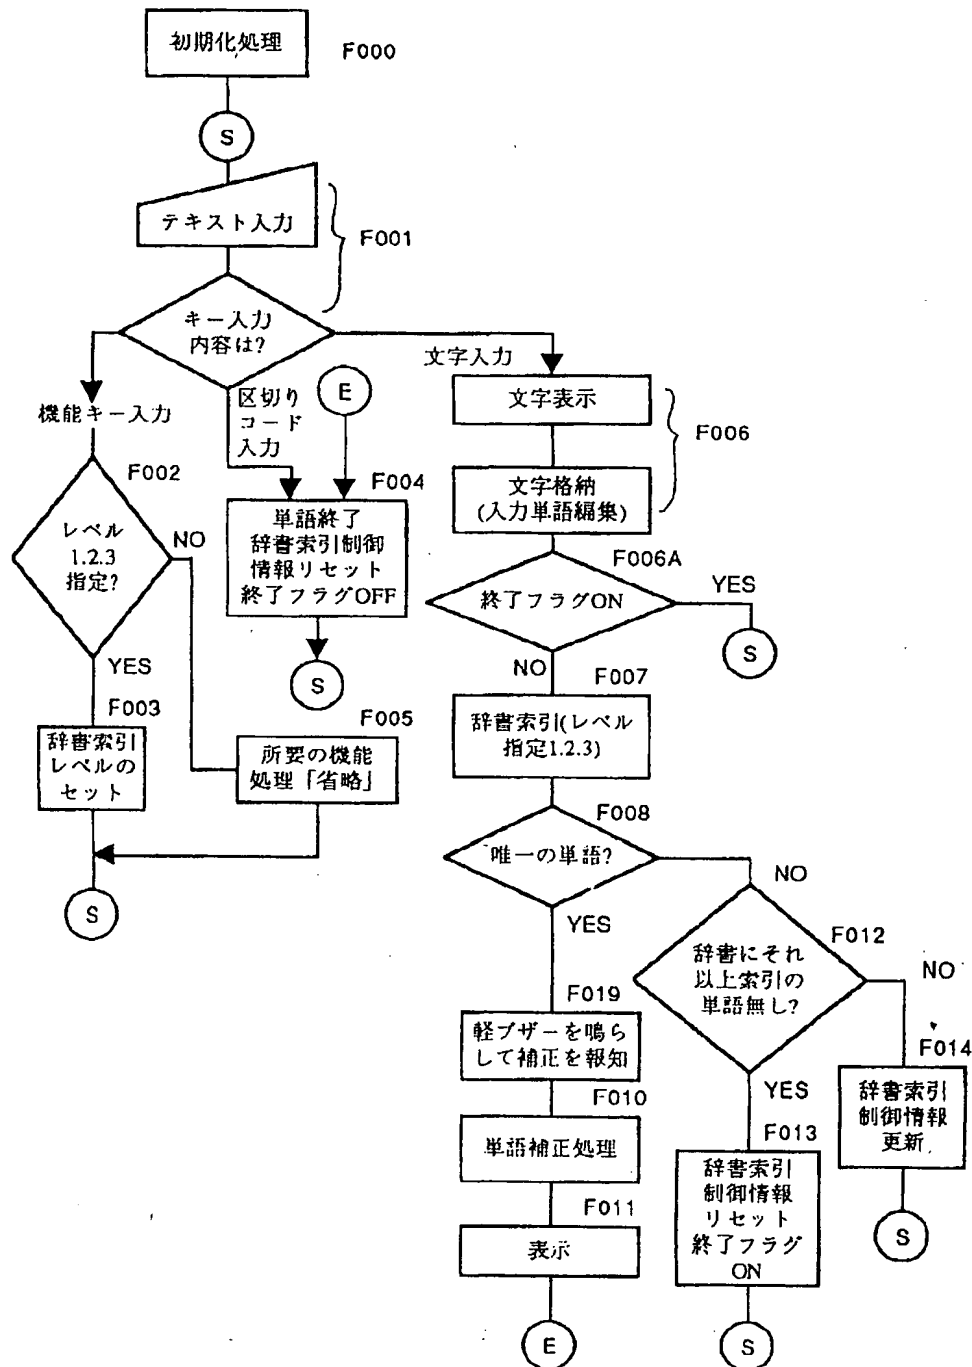 初期化処理
F000
S
テキスト入力
F001
キー入力
内容は?
文字入力
区切り
コード
入力
E
機能キー入力
文字表示
F006
文字格納
(入力単語編集)
F002
レベル
1.2.3
指定?
NO
YES
F004
単語終了
辞書索引制御
情報リセット
終了フラグOFF
S
F006A
終了フラグON
YES
S
NO
F007
辞書索引(レベル
指定1.2.3)
F003
辞書索引
レベルの
セット
F005
所要の機能
処理「省略」
S
F008
唯一の単語?
NO
YES
F012
辞書にそれ
以上索引の
単語無し?
NO
YES
F019
軽ブザーを鳴ら
して補正を報知
F010
単語補正処理
F011
表示
E
F013
辞書索引
制御情報
リセット
終了フラグ
ON
S
F014
辞書索引
制御情報
更新
S